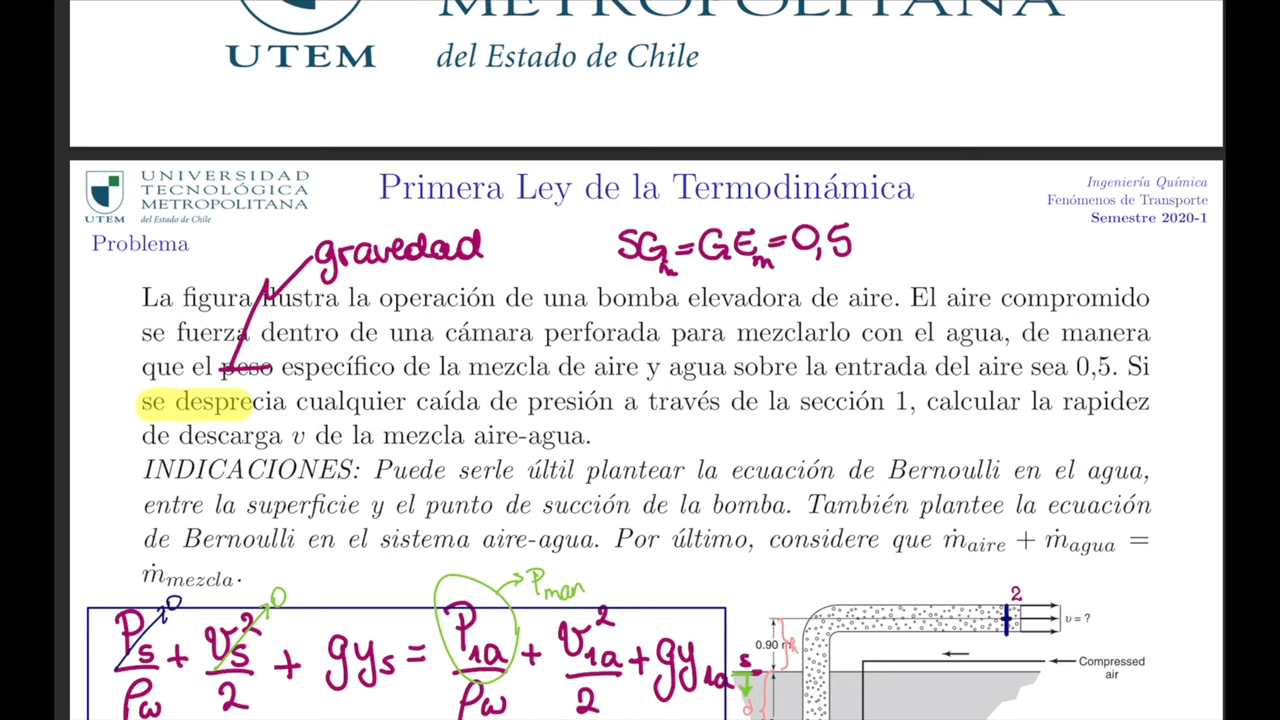 METROPOLITANA
UTEM
del Estado de Chile
UNIVERSIDAD
TECNOLÓGICA
METROPOLITANA
UTEM
del Estado de Chile
Primera Ley de la Termodinámica
Ingeniería Química
Fenómenos de Transporte
Semestre 2020-1
Problema
gravedad
SGₘ = GEₘ = 0,5
La figura ilustra la operación de una bomba elevadora de aire. El aire compromido
se fuerza dentro de una cámara perforada para mezclarlo con el agua, de manera
que el peso específico de la mezcla de aire y agua sobre la entrada del aire sea 0,5. Si
se desprecia cualquier caída de presión a través de la sección 1, calcular la rapidez
de descarga v de la mezcla aire-agua.
INDICACIONES: Puede serle últil plantear la ecuación de Bernoulli en el agua,
entre la superficie y el punto de succión de la bomba. También plantee la ecuación
de Bernoulli en el sistema aire-agua. Por último, considere que ṁaire + ṁagua =
ṁmezcla.
0
0
Pman
Ps/ρw + vs²/2 + gys = P1a/ρw + v1a²/2 + gy1a
2
v = ?
0.90 m
h
s
d
Compressed
air